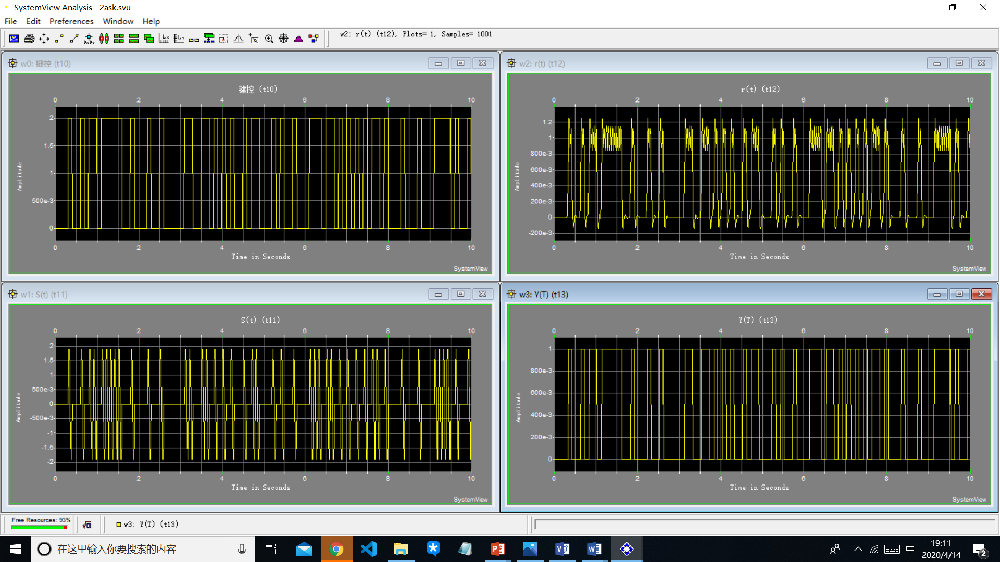 SystemView Analysis - 2ask.svu
File Edit Preferences Window Help
w2: r(t) (t12), Plots= 1, Samples= 1001
w0: 键控 (t10)
键控 (t10)
0 2 4 6 8 10
2
1.5
1
500e-3
0
Amplitude
0 2 4 6 8 10
Time in Seconds
SystemView
w2: r(t) (t12)
r(t) (t12)
0 2 4 6 8 10
1.2
1
800e-3
600e-3
400e-3
200e-3
0
-200e-3
Amplitude
0 2 4 6 8 10
Time in Seconds
SystemView
w1: S(t) (t11)
S(t) (t11)
0 2 4 6 8 10
2
1.5
1
500e-3
0
-500e-3
-1
-1.5
-2
Amplitude
0 2 4 6 8 10
Time in Seconds
SystemView
w3: Y(T) (t13)
Y(T) (t13)
0 2 4 6 8 10
1
800e-3
600e-3
400e-3
200e-3
0
Amplitude
0 2 4 6 8 10
Time in Seconds
SystemView
Free Resources: 93%
√α
w3: Y(T) (t13)
在这里输入你要搜索的内容
中
19:11
2020/4/14
2